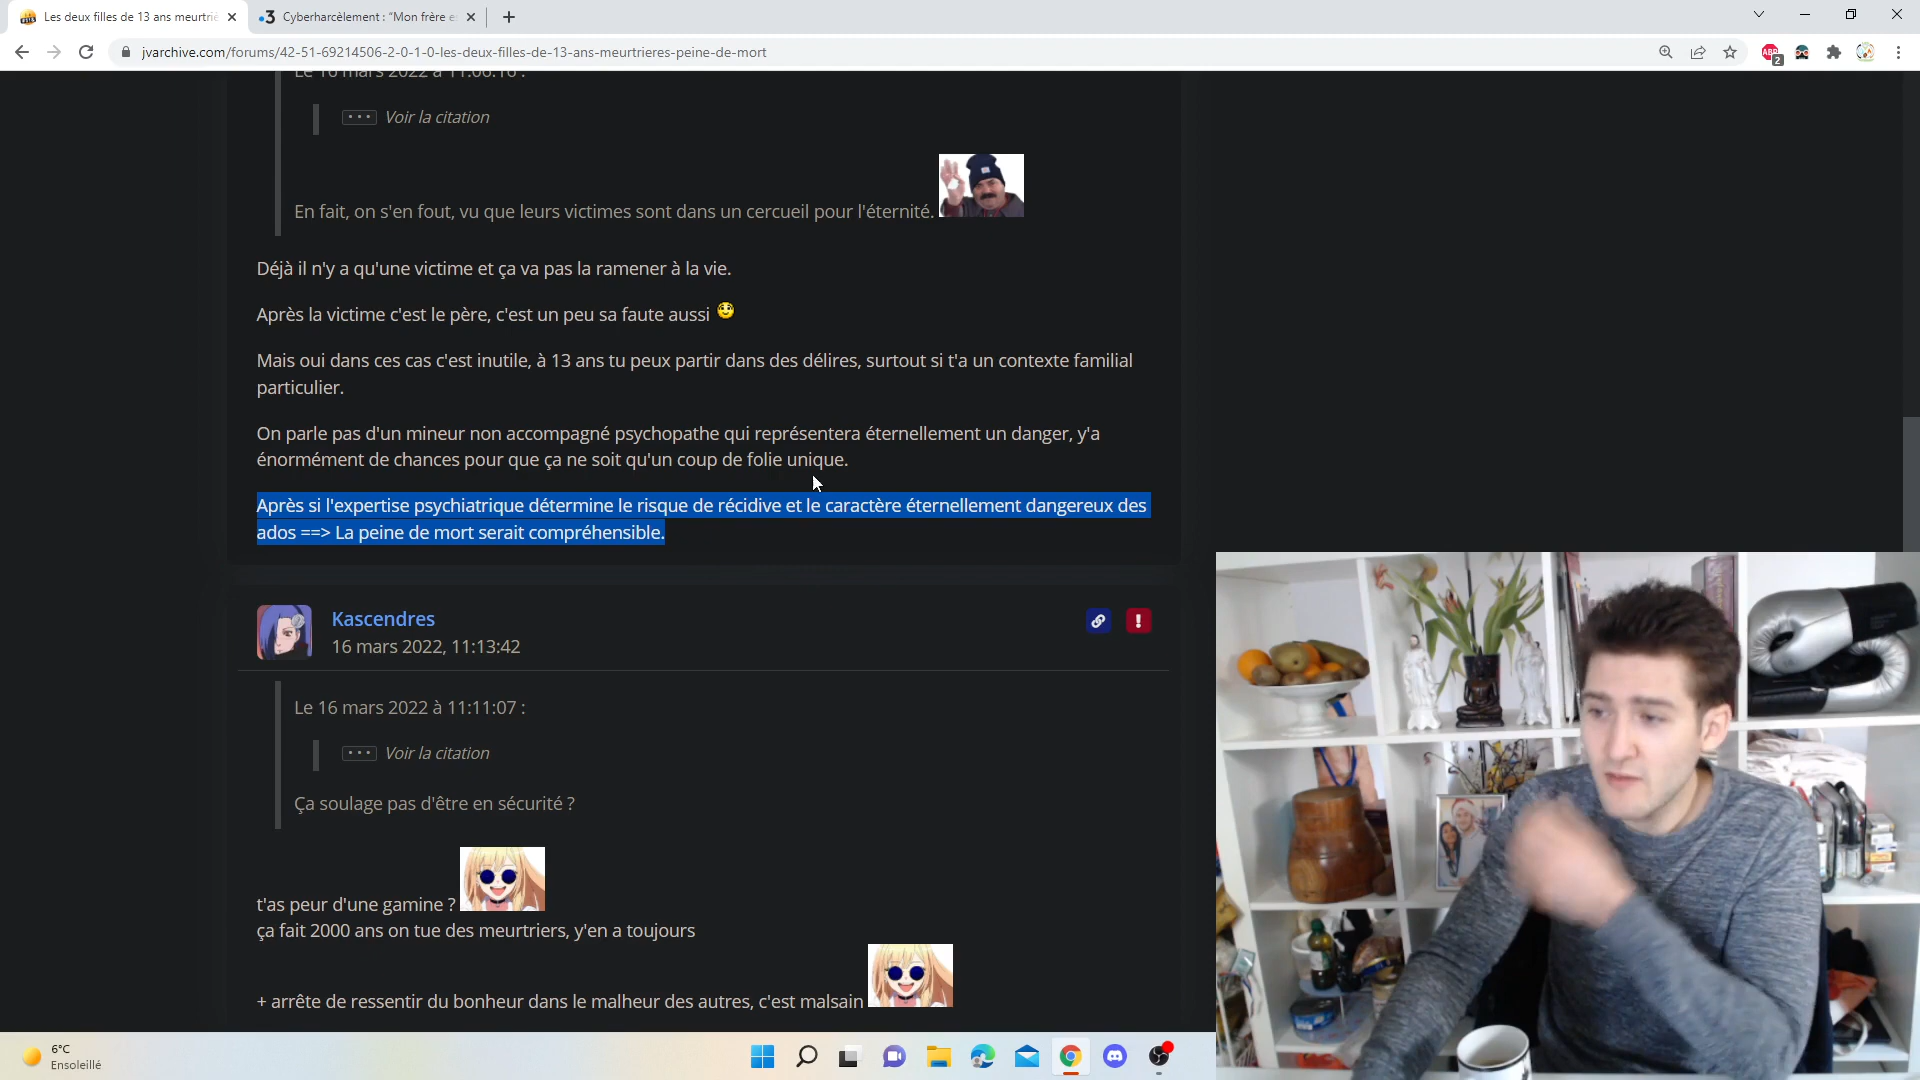 Les deux filles de 13 ans meurtriè
Cyberharcèlement : "Mon frère e
jvarchive.com/forums/42-51-69214506-2-0-1-0-les-deux-filles-de-13-ans-meurtrieres-peine-de-mort
ABP
2
Le 16 mars 2022 à 11:06:16 :
Voir la citation
En fait, on s'en fout, vu que leurs victimes sont dans un cercueil pour l'éternité.
Déjà il n'y a qu'une victime et ça va pas la ramener à la vie.
Après la victime c'est le père, c'est un peu sa faute aussi
Mais oui dans ces cas c'est inutile, à 13 ans tu peux partir dans des délires, surtout si t'a un contexte familial
particulier.
On parle pas d'un mineur non accompagné psychopathe qui représentera éternellement un danger, y'a
énormément de chances pour que ça ne soit qu'un coup de folie unique.
Après si l'expertise psychiatrique détermine le risque de récidive et le caractère éternellement dangereux des
ados ==> La peine de mort serait compréhensible.
Kascendres
16 mars 2022, 11:13:42
Le 16 mars 2022 à 11:11:07 :
Voir la citation
Ça soulage pas d'être en sécurité ?
t'as peur d'une gamine ?
ça fait 2000 ans on tue des meurtriers, y'en a toujours
+ arrête de ressentir du bonheur dans le malheur des autres, c'est malsain
6°C
Ensoleillé